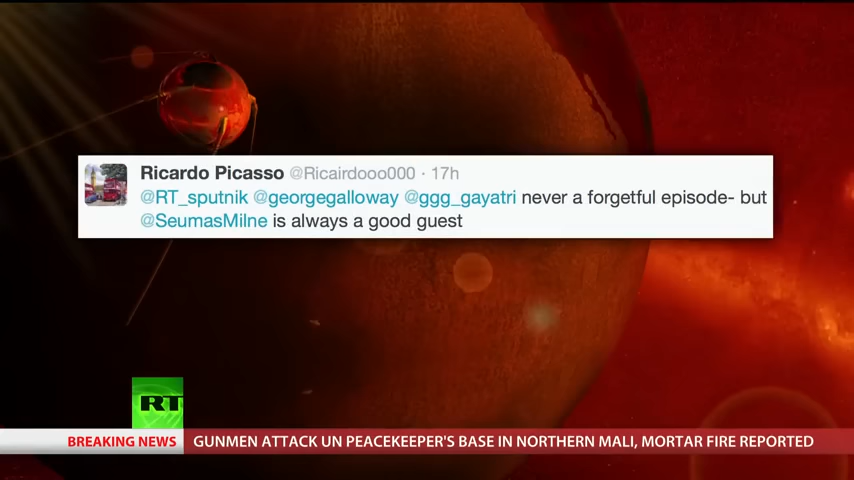 Ricardo Picasso @Ricairdooo000 · 17h
@RT_sputnik @georgegalloway @ggg_gayatri never a forgetful episode- but
@SeumasMilne is always a good guest
RT
BREAKING NEWS GUNMEN ATTACK UN PEACEKEEPER'S BASE IN NORTHERN MALI, MORTAR FIRE REPORTED